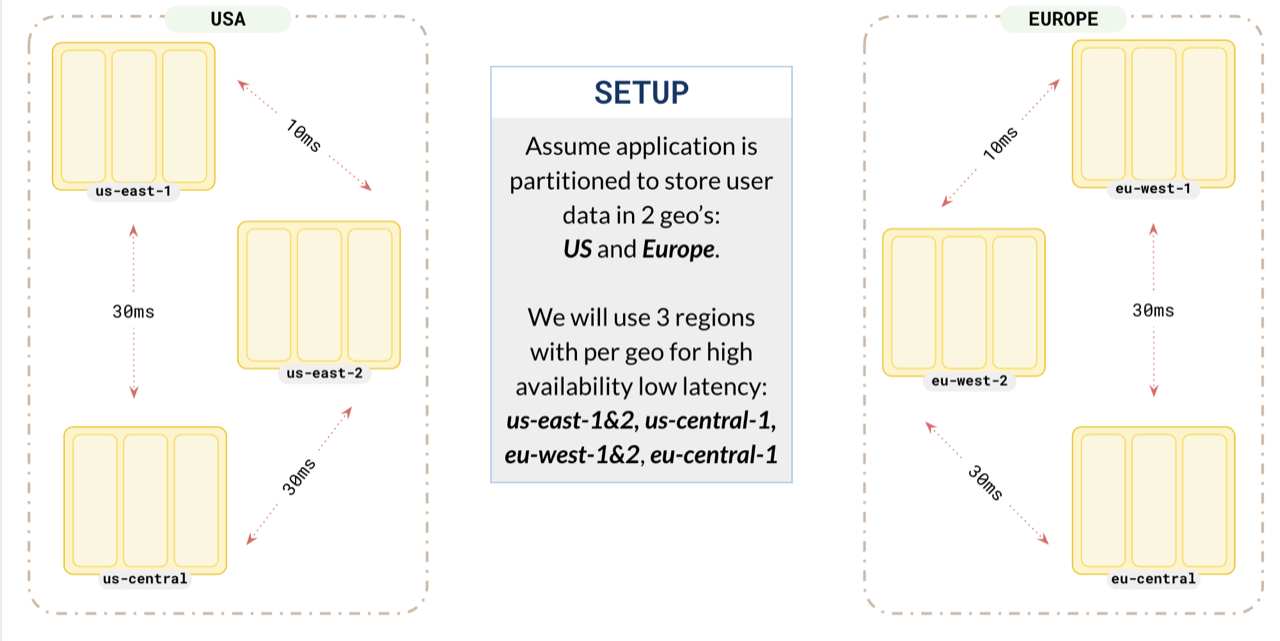 USA
us-east-1
10ms
us-east-2
30ms
30ms
us-central
SETUP
Assume application is
partitioned to store user
data in 2 geo’s:
US and Europe.
We will use 3 regions
with per geo for high
availability low latency:
us-east-1&2, us-central-1,
eu-west-1&2, eu-central-1
EUROPE
eu-west-1
10ms
eu-west-2
30ms
30ms
eu-central